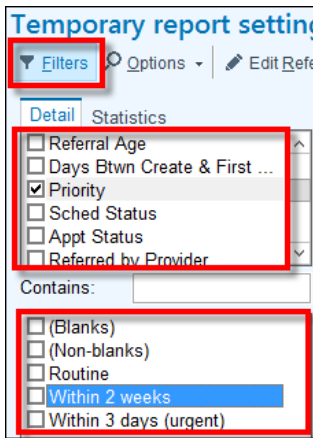 Temporary report setting
Filters Options Edit Refe
Detail Statistics
Referral Age
Days Btwn Create & First ...
Priority
Sched Status
Appt Status
Referred by Provider
Contains:
(Blanks)
(Non-blanks)
Routine
Within 2 weeks
Within 3 days (urgent)